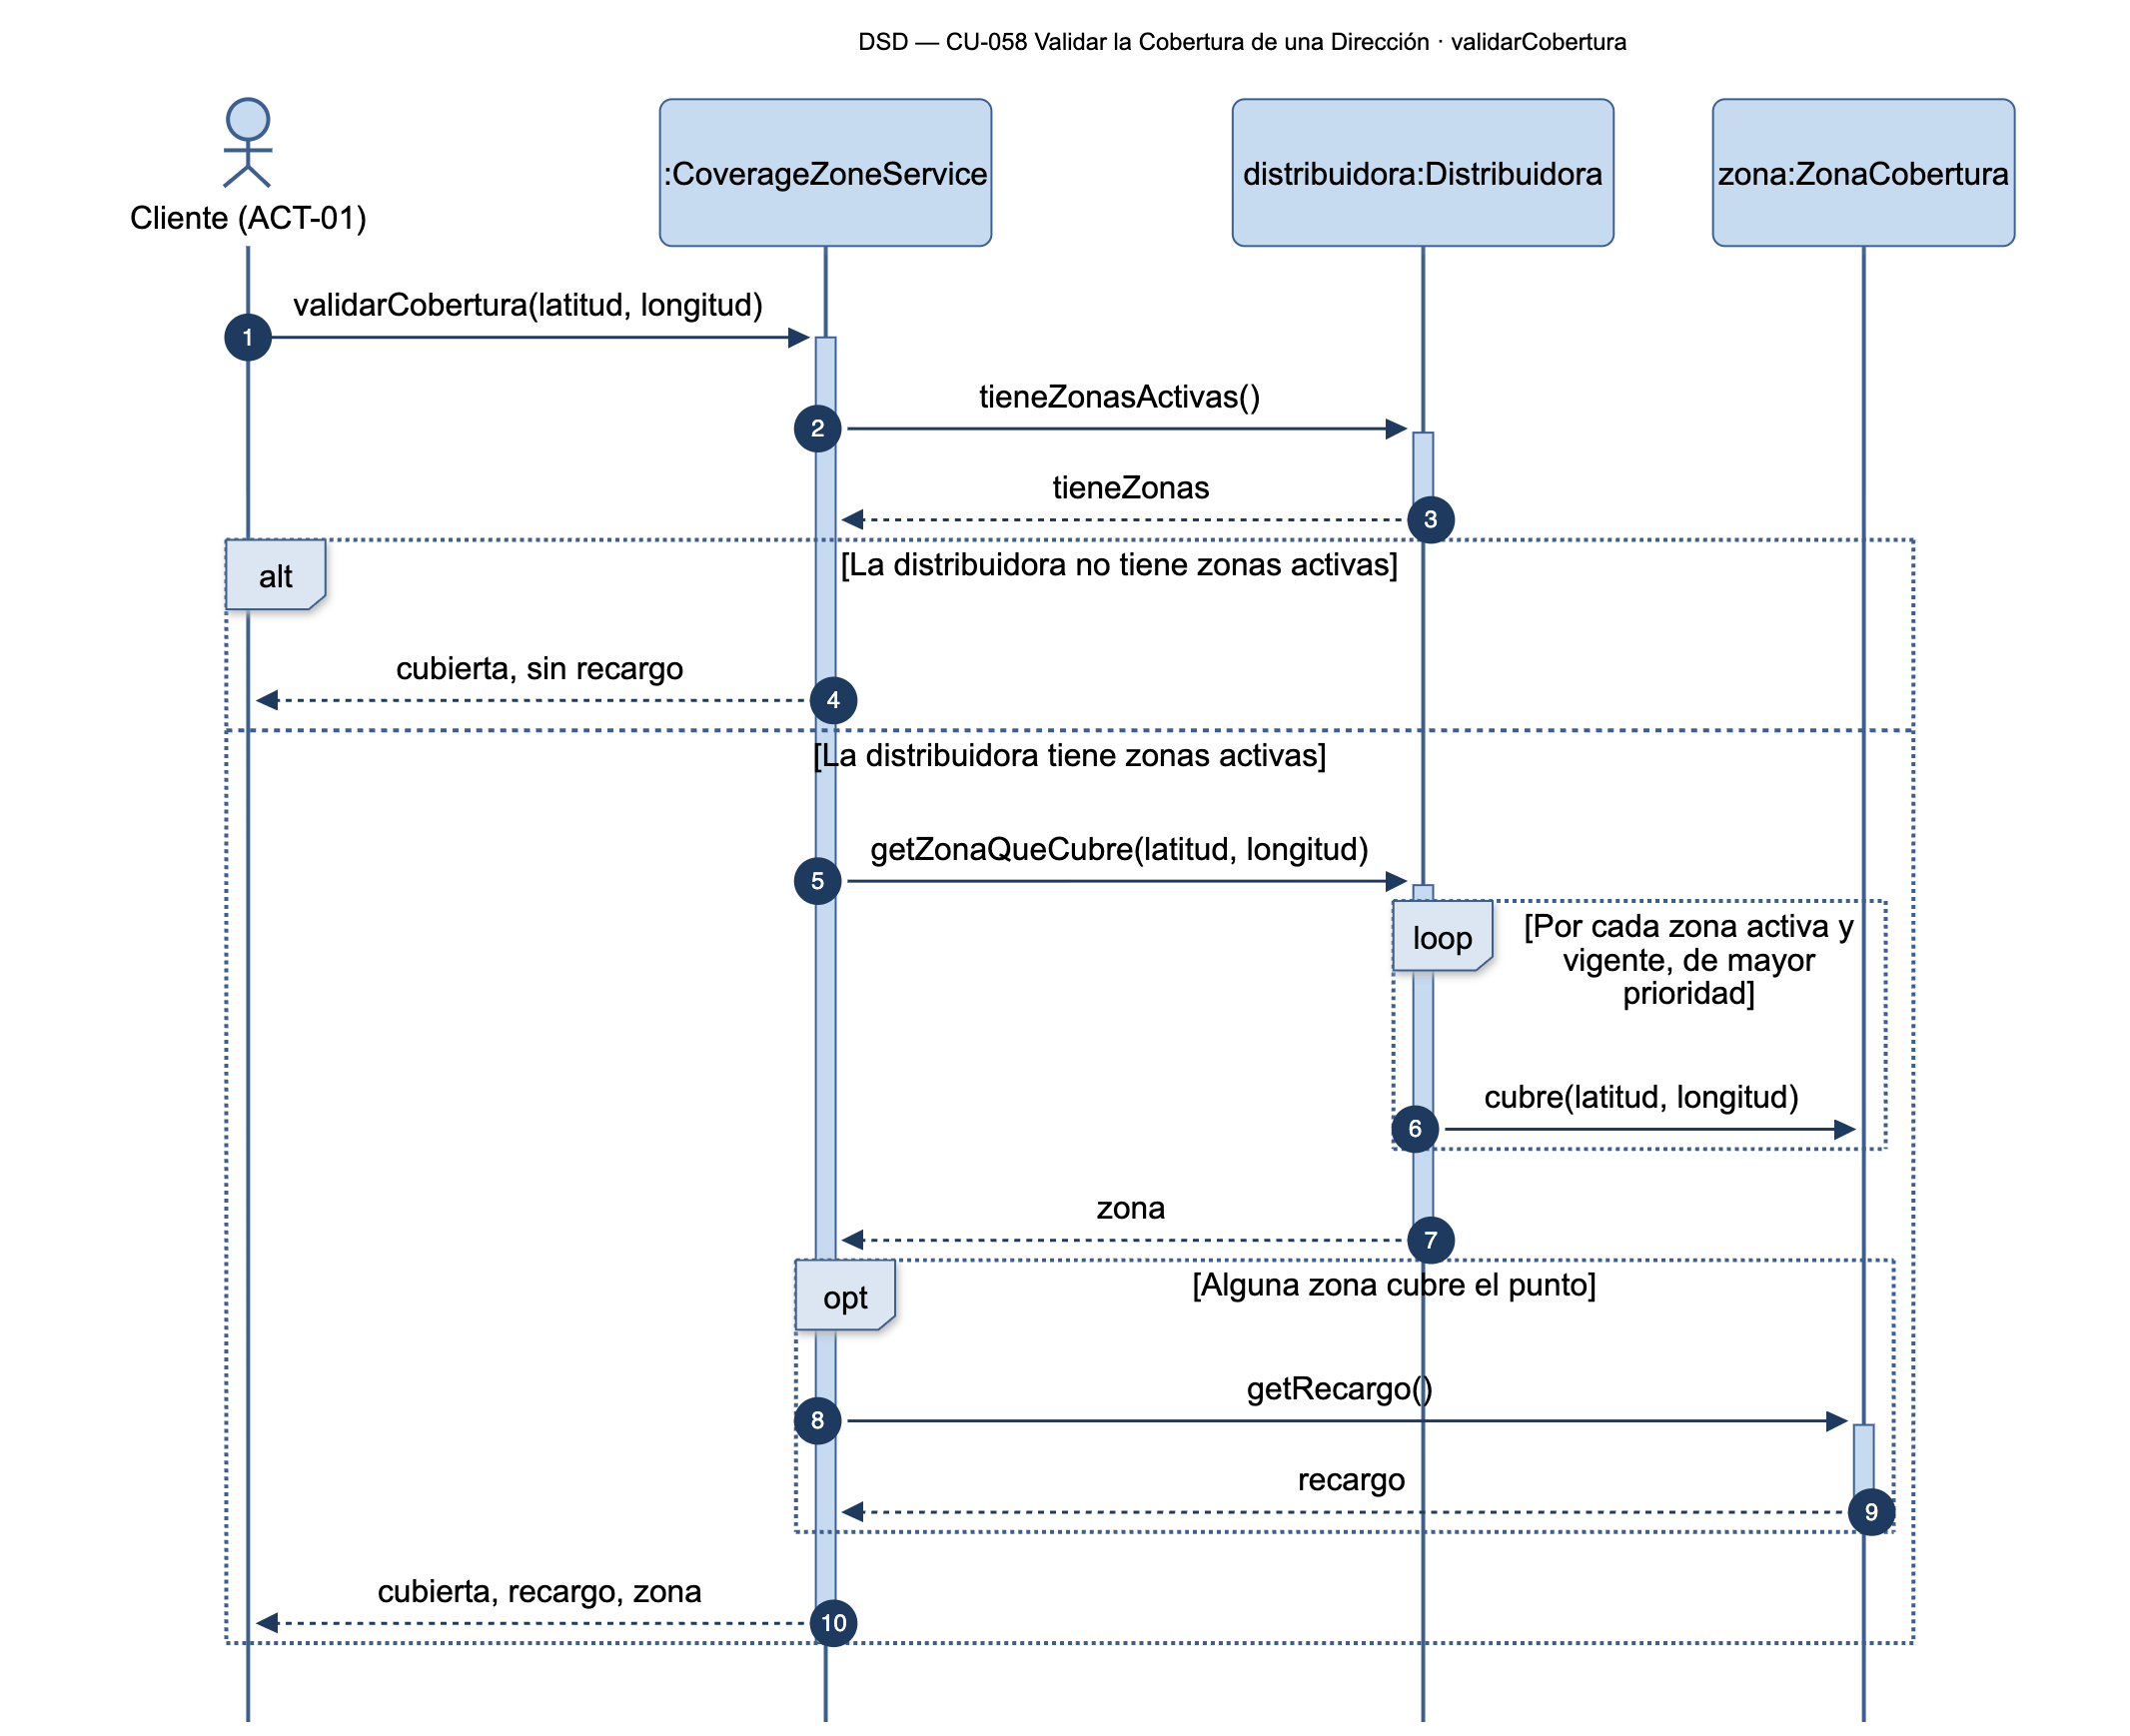 DSD — CU-058 Validar la Cobertura de una Dirección · validarCobertura
Cliente (ACT-01)
:CoverageZoneService
distribuidora:Distribuidora
zona:ZonaCobertura
validarCobertura(latitud, longitud)
1
tieneZonasActivas()
2
tieneZonas
3
alt
[La distribuidora no tiene zonas activas]
cubierta, sin recargo
4
[La distribuidora tiene zonas activas]
getZonaQueCubre(latitud, longitud)
5
loop
[Por cada zona activa y
vigente, de mayor
prioridad]
cubre(latitud, longitud)
6
zona
7
opt
[Alguna zona cubre el punto]
getRecargo()
8
recargo
9
cubierta, recargo, zona
10